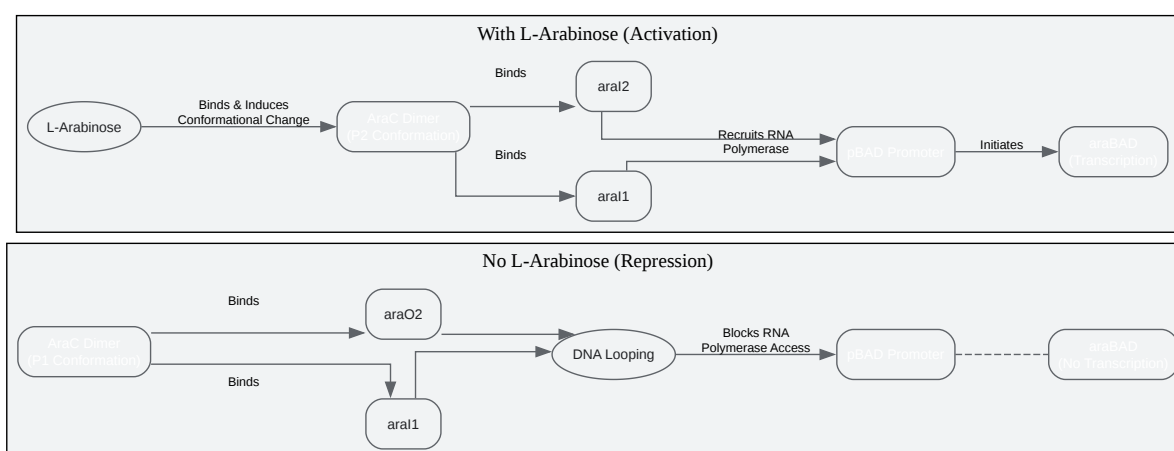 With L-Arabinose (Activation)
Binds
araI2
Binds & Induces
Conformational Change
L-Arabinose
AraC Dimer
(P2 Conformation)
Recruits RNA
Polymerase
pBAD Promoter
Initiates
araBAD
(Transcription)
Binds
araI1
No L-Arabinose (Repression)
Binds
araO2
AraC Dimer
(P1 Conformation)
DNA Looping
Blocks RNA
Polymerase Access
pBAD Promoter
araBAD
(No Transcription)
Binds
araI1